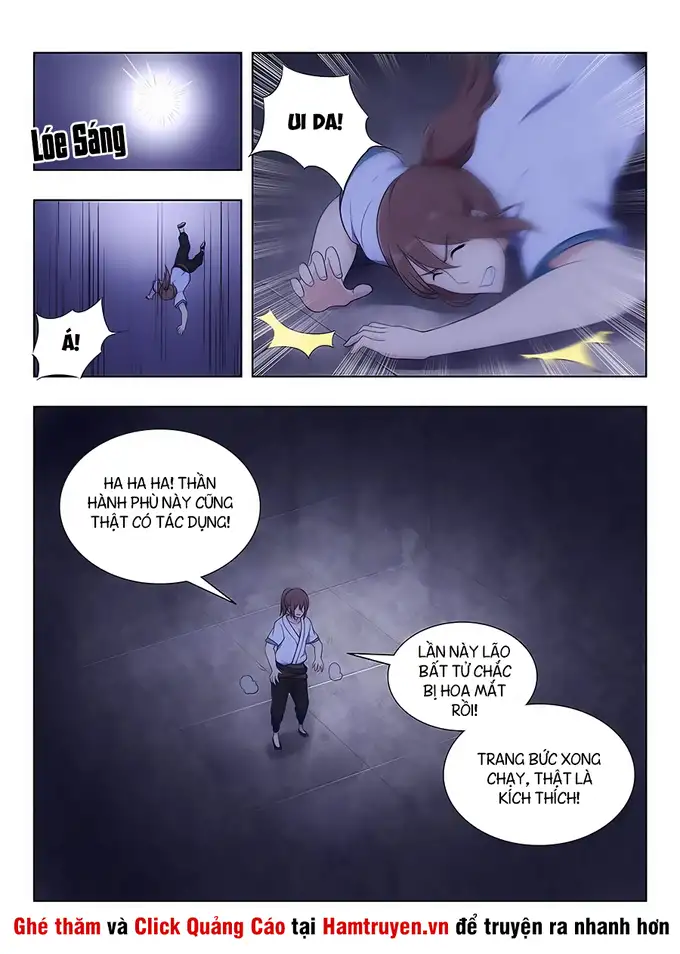 Lóe Sáng
ui da!
Á!
HA HA HA! THẦN
HÀNH PHÙ NÀY CŨNG
THẬT CÓ TÁC DỤNG!
LẦN NÀY LÃO
BẤT TỬ CHẮC
BỊ HOA MẮT
RỒI!
TRANG BỨC XONG
CHẠY, THẬT LÀ
KÍCH THÍCH!
Ghé thăm và Click Quảng Cáo tại Hamtruyen.vn để truyện ra nhanh hơn